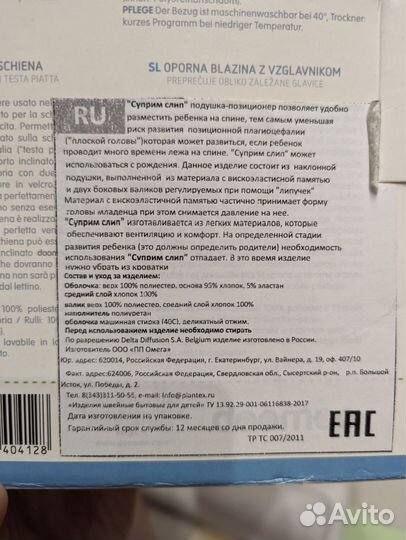 PFLEGE Der Bezug ist maschinenwaschbar bei 40°, Trockner
kurzes Programm bei niedriger Temperatur.
SCHIENA
N TESTA PIATTA
SL OPORNA BLAZINA Z VZGLAVNIKOM
PREPREČUJE OBLIKO ZALEŽANE GLAVICE
RU
"Суприм слип" подушка-позиционер позволяет удобно
разместить ребенка на спине, тем самым уменьшая
риск развития позиционной плагиоцефалии
("плоской головы")которая может развиться, если ребенок
проводит много времени лежа на спине. "Суприм слип" может
использоваться с рождения. Данное изделие состоит из наклонной
подушки, выполненной из материала с вискоэластичной памятью
и двух боковых валиков регулируемых при помощи "липучек"
Материал с вискоэластичной памятью частично принимает форму
головы младенца при этом снимается давление на нее.
"Суприм слип" изготавливается из легких материалов, которые
обеспечивают вентиляцию и комфорт. На определенной стадии
развития ребенка (это должны определить родители) необходимость
использования "Суприм слип" отпадает. В это время изделие
нужно убрать из кроватки
Состав и уход за изделием:
Оболочка: верх 100% полиэстер, основа 95% хлопок, 5% эластан
средний слой хлопок 100%
валик верх 100% полиэстер, средний слой хлопок 100%
наполнитель полиуретан
оболочка машинная стирка (40С), деликатный отжим.
Перед использованием изделие необходимо стирать
По разрешению Delta Diffusion S.A. Belgium изделие изготовлено в России.
Изготовитель ООО «ПП Омега»
Юр. адрес: 620014, Российская Федерация, г. Екатеринбург, ул. Вайнера, д. 19, оф. 407/10
Факт. адрес:624006, Российская Федерация, Свердловская обл., Сысертский р-он, р.п. Большой
Исток, ул. Победы, д. 2.
Тел.: 8(343)311-50-55, e-mail: info@plantex.ru
«Изделия швейные бытовые для детей» ТУ 13.92.29-001-06116838-2017
Дата изготовления на упаковке.
Гарантийный срок службы: 12 месяцев со дня продажи.
ТР ТС 007/2011
EAC
404128
Avito